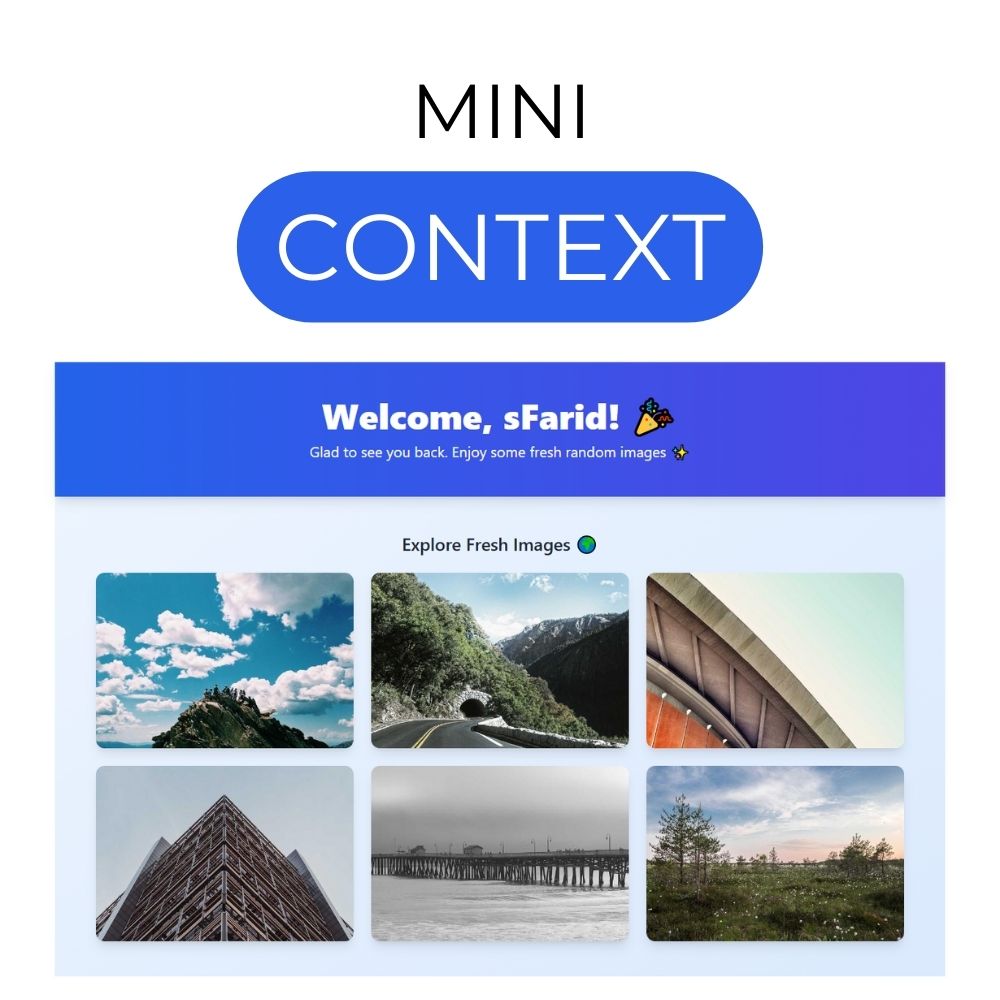 MINI
CONTEXT
Welcome, sFarid! 🎉
Glad to see you back. Enjoy some fresh random images ✨
Explore Fresh Images 🌍